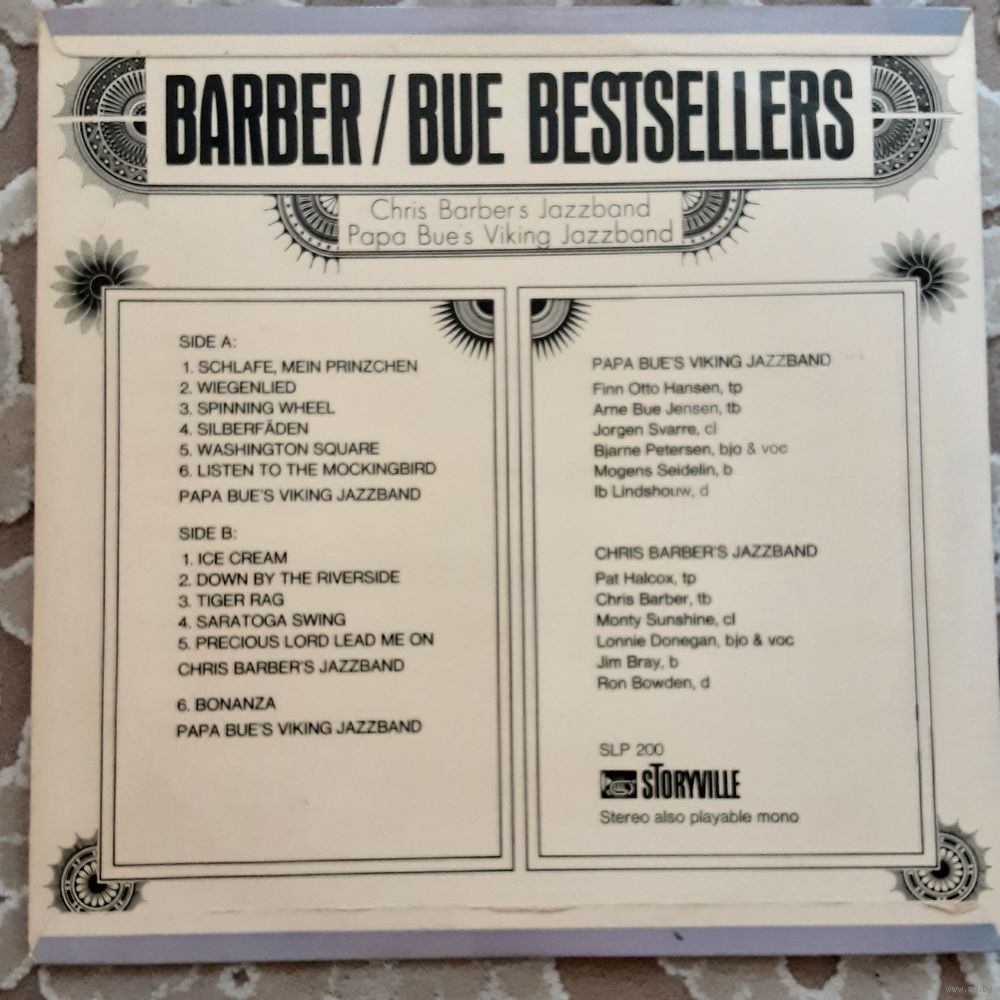 BARBER / BUE BESTSELLERS
Chris Barber's Jazzband
Papa Bue's Viking Jazzband
SIDE A:
1. SCHLAFE, MEIN PRINZCHEN
2. WIEGENLIED
3. SPINNING WHEEL
4. SILBERFÄDEN
5. WASHINGTON SQUARE
6. LISTEN TO THE MOCKINGBIRD
PAPA BUE'S VIKING JAZZBAND
SIDE B:
1. ICE CREAM
2. DOWN BY THE RIVERSIDE
3. TIGER RAG
4. SARATOGA SWING
5. PRECIOUS LORD LEAD ME ON
CHRIS BARBER'S JAZZBAND
6. BONANZA
PAPA BUE'S VIKING JAZZBAND
PAPA BUE'S VIKING JAZZBAND
Finn Otto Hansen, tp
Arne Bue Jensen, tb
Jorgen Svarre, cl
Bjarne Petersen, bjo & voc
Mogens Seidelin, b
Ib Lindshouw, d
CHRIS BARBER'S JAZZBAND
Pat Halcox, tp
Chris Barber, tb
Monty Sunshine, cl
Lonnie Donegan, bjo & voc
Jim Bray, b
Ron Bowden, d
SLP 200
STORYVILLE
Stereo also playable mono